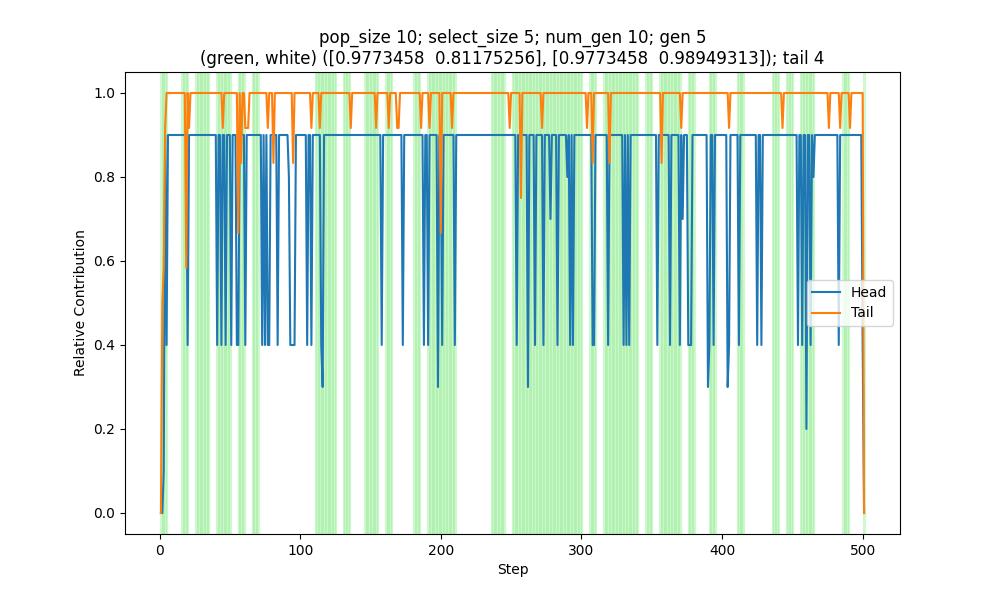 pop_size 10; select_size 5; num_gen 10; gen 5
(green, white) ([0.9773458  0.81175256], [0.9773458  0.98949313]); tail 4
1.0
0.8
0.6
0.4
0.2
0.0
Relative Contribution
Head
Tail
0
100
200
300
400
500
Step